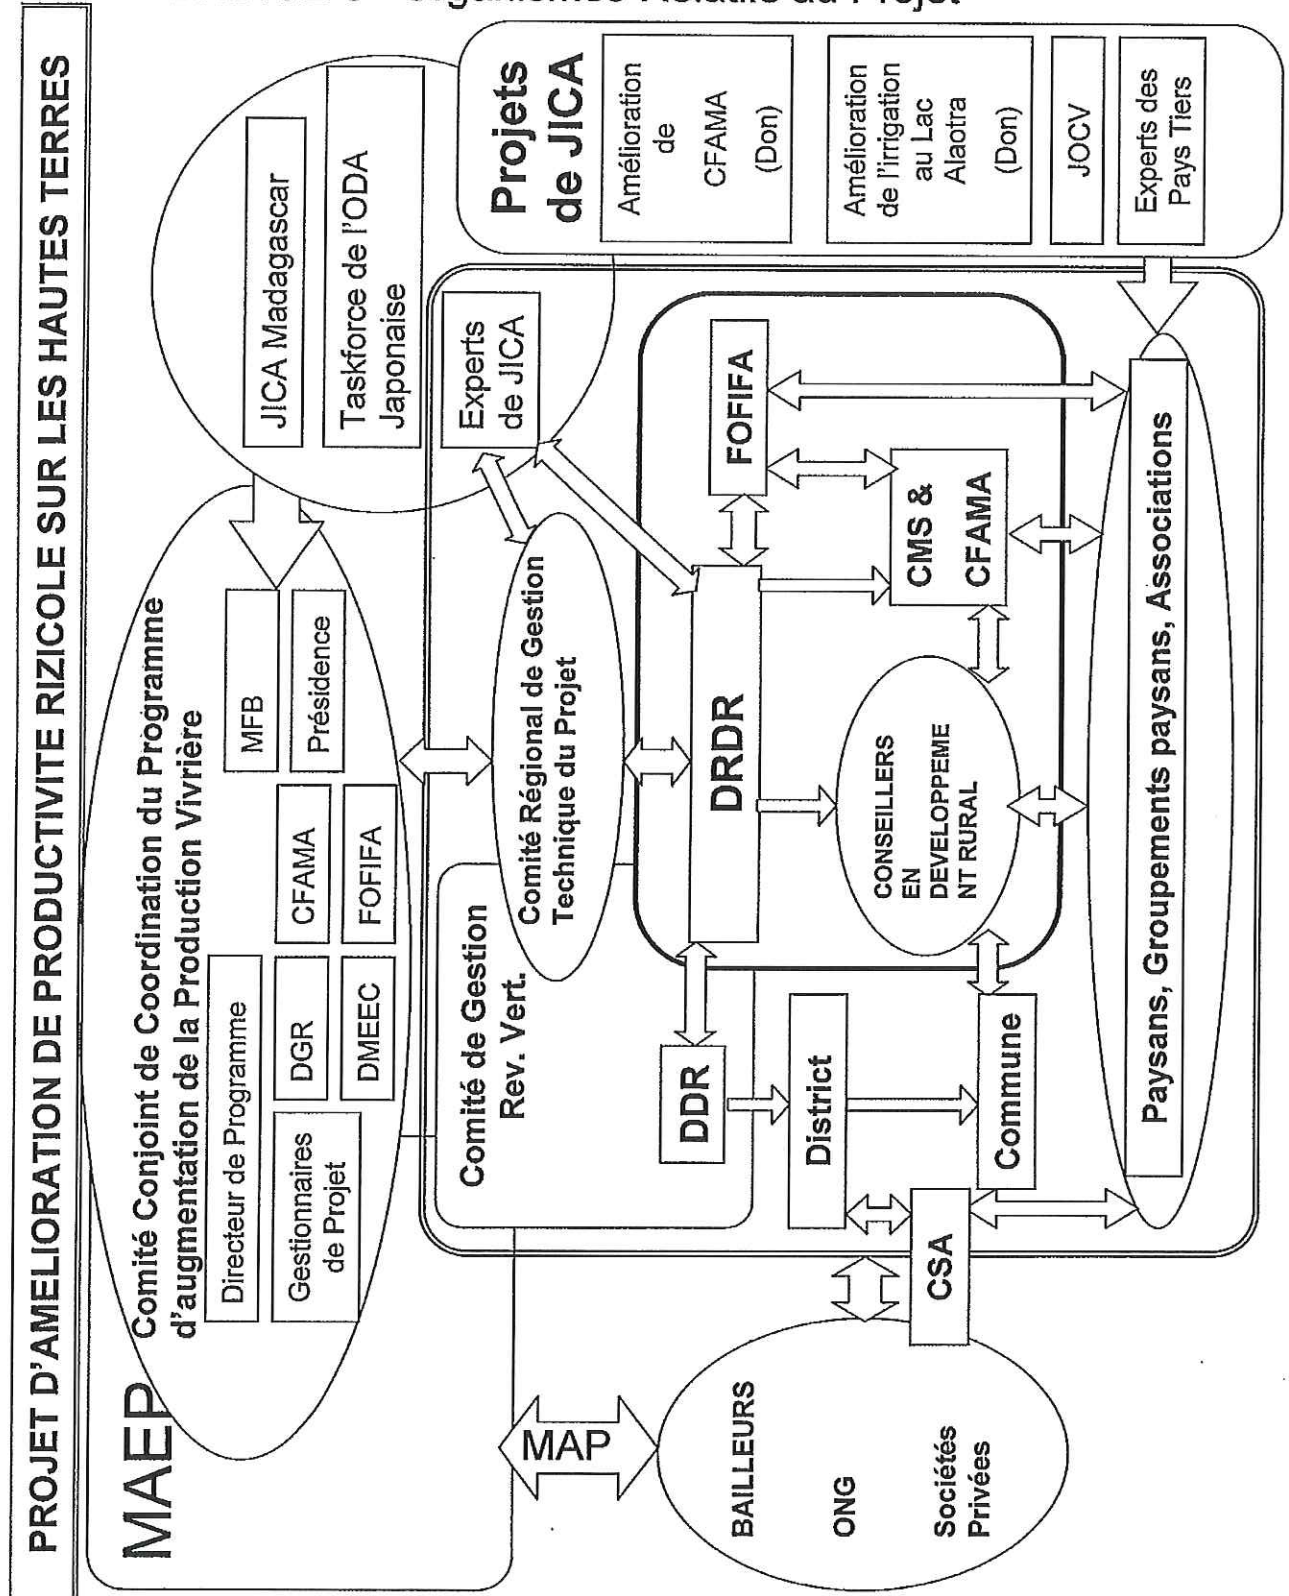 organismes Relatifs au Projet
PROJET D'AMELIORATION DE PRODUCTIVITE RIZICOLE SUR LES HAUTES TERRES
MAEP
Comité Conjoint de Coordination du Programme
d'augmentation de la Production Vivrière
Directeur de Programme
Gestionnaires
de Projet
DGR
DMEEC
CFAMA
FOFIFA
MFB
Présidence
JICA Madagascar
Taskforce de l'ODA
Japonaise
Experts
de JICA
Projets
de JICA
Amélioration
de
CFAMA
(Don)
Amélioration
de l'irrigation
au Lac
Alaotra
(Don)
JOCV
Experts des
Pays Tiers
Comité de Gestion
Rev. Vert.
Comité Régional de Gestion
Technique du Projet
DDR
DRDR
FOFIFA
District
CONSEILLERS
EN
DEVELOPPEME
NT RURAL
CMS &
CFAMA
Commune
CSA
Paysans, Groupements paysans, Associations
MAP
BAILLEURS
ONG
Sociétés
Privées